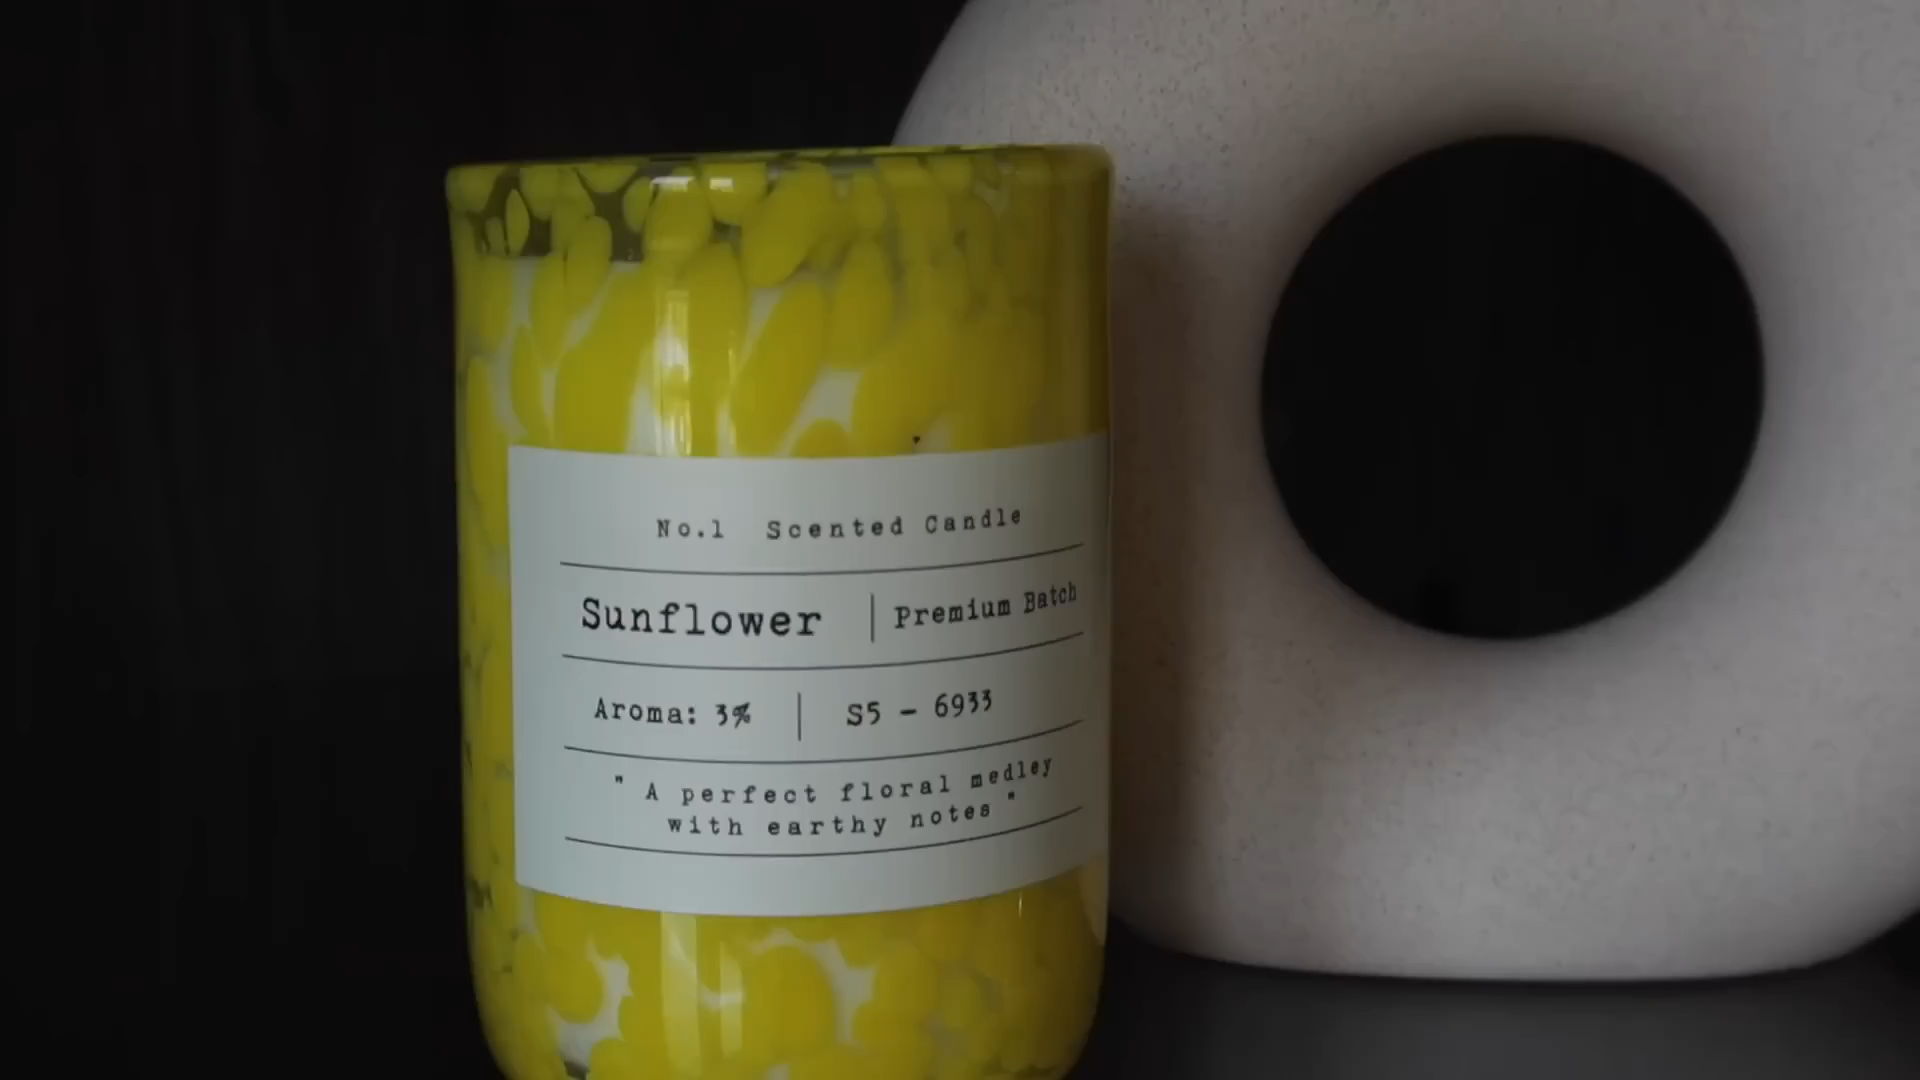 No.1 Scented Candle
Sunflower | Premium Batch
Aroma: 3% | S5 - 6933
" A perfect floral medley
with earthy notes "